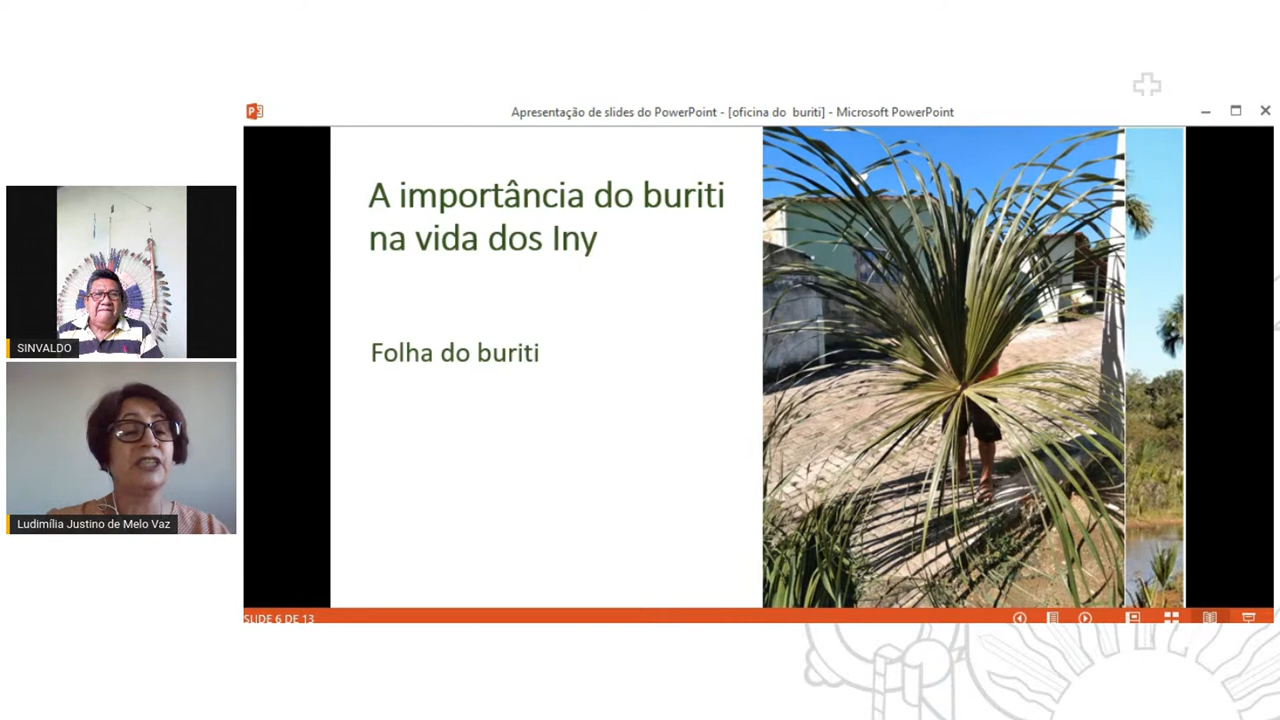 Apresentação de slides do PowerPoint - [oficina do buriti] - Microsoft PowerPoint
A importância do buriti
na vida dos Iny
Folha do buriti
SINVALDO
Ludimília Justino de Melo Vaz
SLIDE 6 DE 13